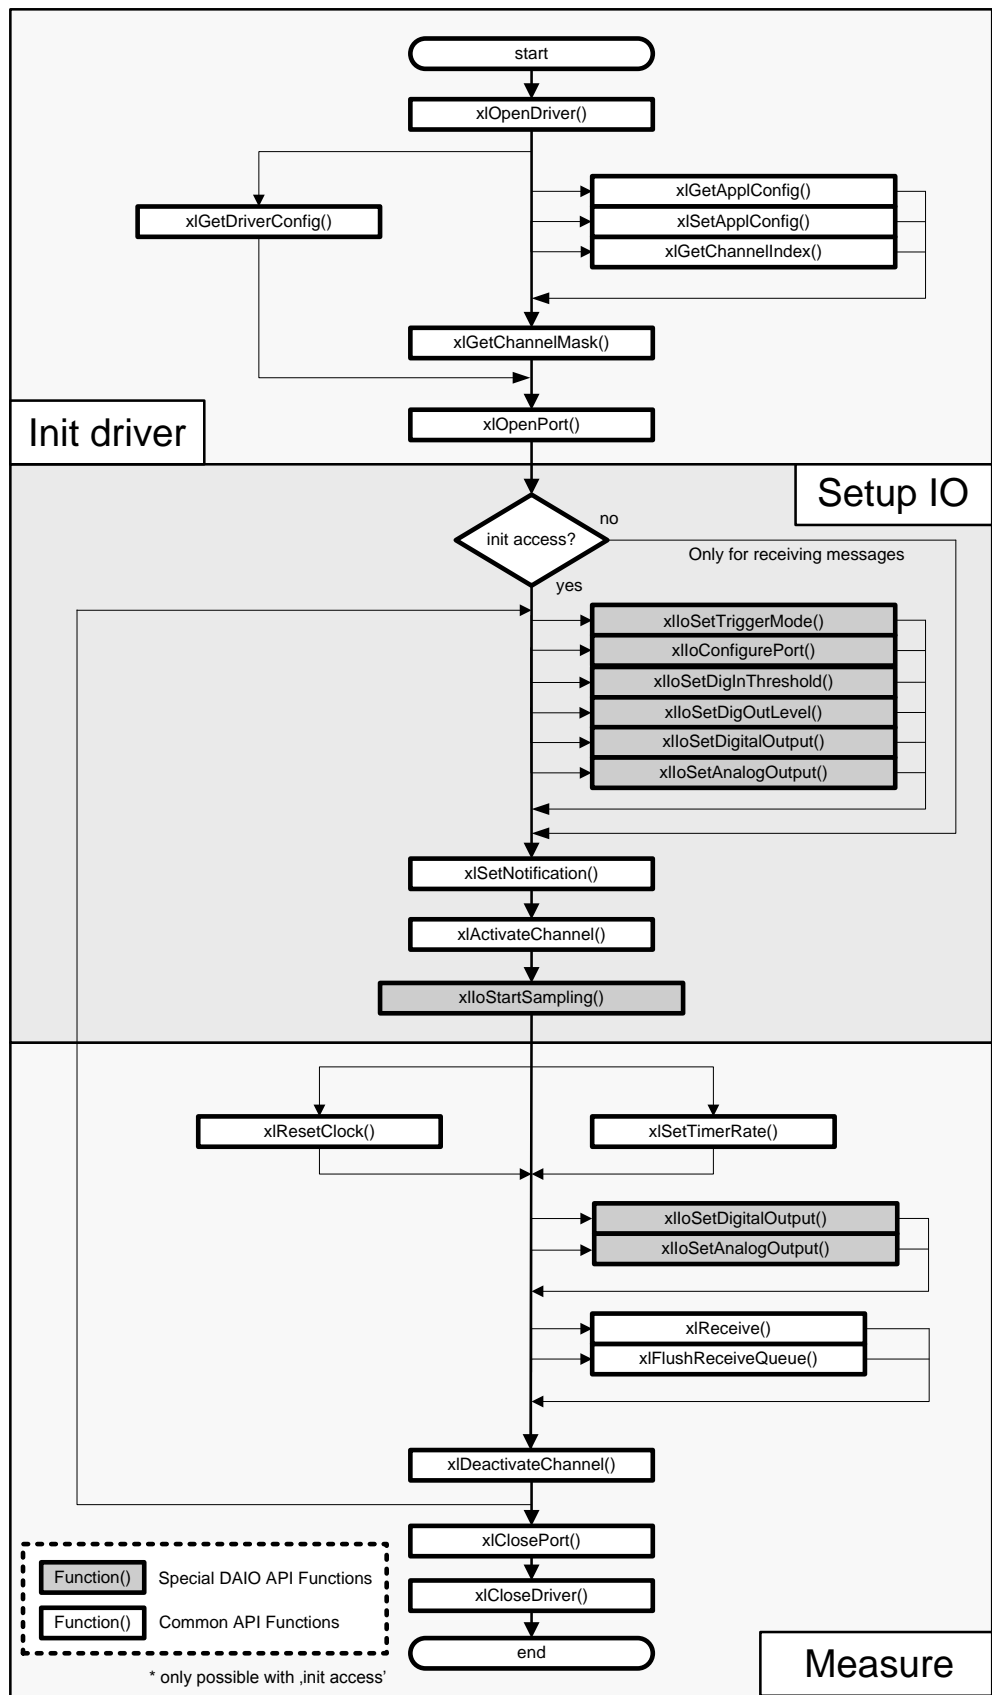 start
xlOpenDriver()
xlGetApplConfig()
xlGetDriverConfig()
xlSetApplConfig()
xlGetChannelIndex()
xlGetChannelMask()
xlOpenPort()
Init driver
Setup IO
init access?
no
Only for receiving messages
yes
xlIoSetTriggerMode()
xlIoConfigurePort()
xlIoSetDigInThreshold()
xlIoSetDigOutLevel()
xlIoSetDigitalOutput()
xlIoSetAnalogOutput()
xlSetNotification()
xlActivateChannel()
xlIoStartSampling()
xlResetClock()
xlSetTimerRate()
xlIoSetDigitalOutput()
xlIoSetAnalogOutput()
xlReceive()
xlFlushReceiveQueue()
xlDeactivateChannel()
xlClosePort()
Function() Special DAIO API Functions
xlCloseDriver()
Function() Common API Functions
end
* only possible with ‚init access’
Measure